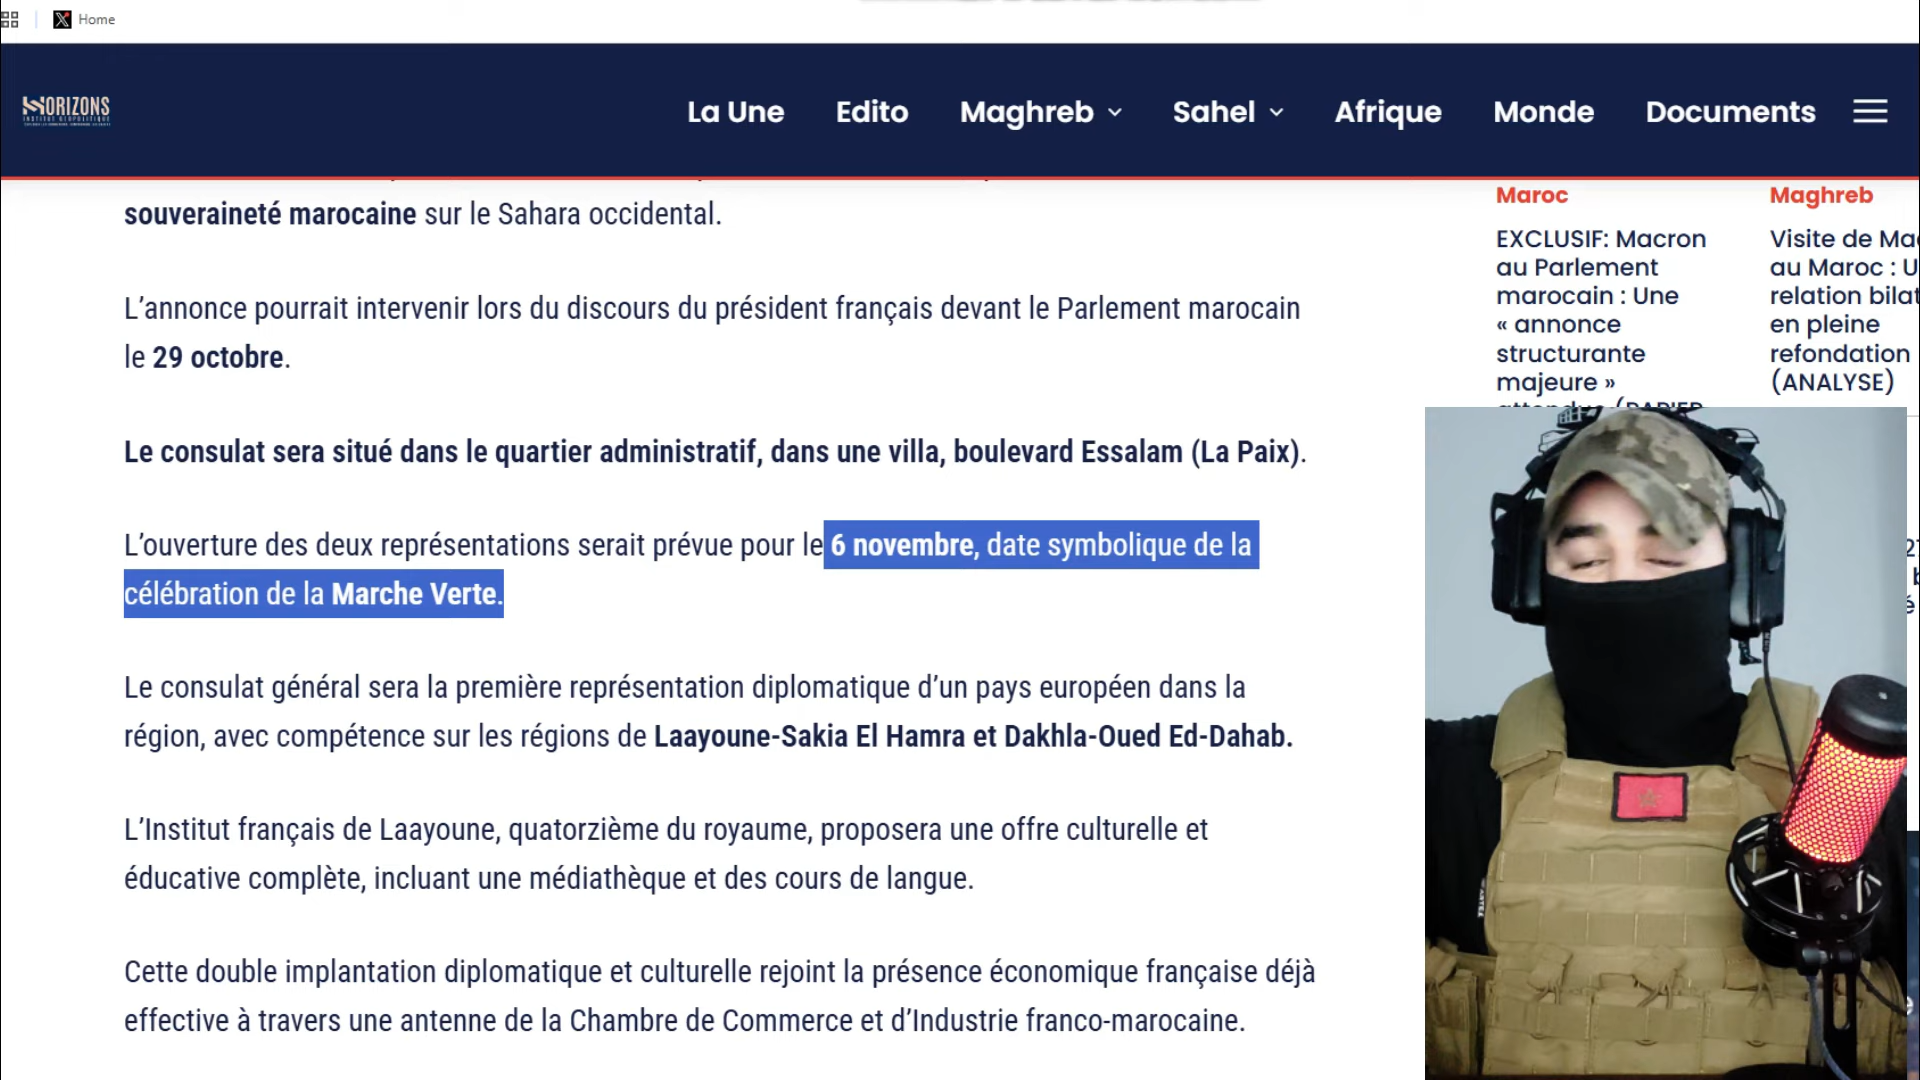 Home
HORIZONS
La Une
Edito
Maghreb
Sahel
Afrique
Monde
Documents
souveraineté marocaine sur le Sahara occidental.
L’annonce pourrait intervenir lors du discours du président français devant le Parlement marocain
le 29 octobre.
Le consulat sera situé dans le quartier administratif, dans une villa, boulevard Essalam (La Paix).
L’ouverture des deux représentations serait prévue pour le 6 novembre, date symbolique de la
célébration de la Marche Verte.
Le consulat général sera la première représentation diplomatique d’un pays européen dans la
région, avec compétence sur les régions de Laayoune-Sakia El Hamra et Dakhla-Oued Ed-Dahab.
L’Institut français de Laayoune, quatorzième du royaume, proposera une offre culturelle et
éducative complète, incluant une médiathèque et des cours de langue.
Cette double implantation diplomatique et culturelle rejoint la présence économique française déjà
effective à travers une antenne de la Chambre de Commerce et d’Industrie franco-marocaine.
Maroc
EXCLUSIF: Macron
au Parlement
marocain : Une
« annonce
structurante
majeure »
Maghreb
Visite de Ma
au Maroc : U
relation bilat
en pleine
refondation
(ANALYSE)